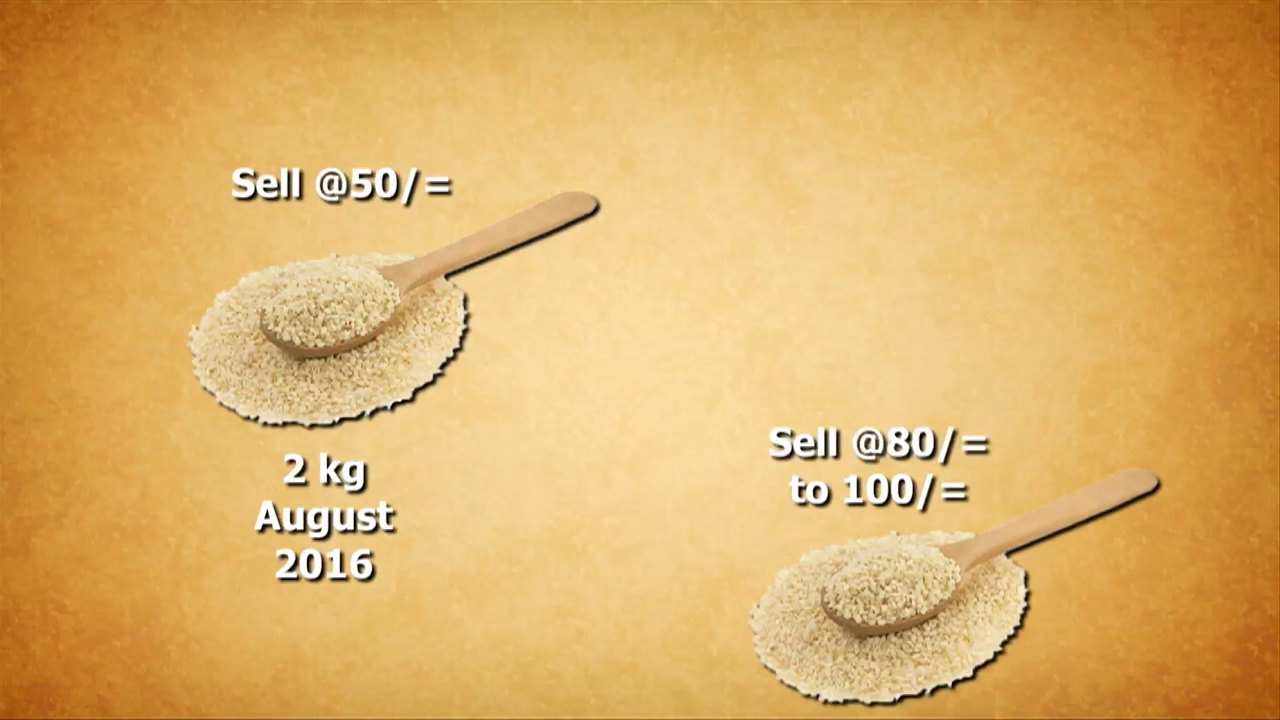 Sell @50/=
2 kg
August
2016
Sell @80/=
to 100/=